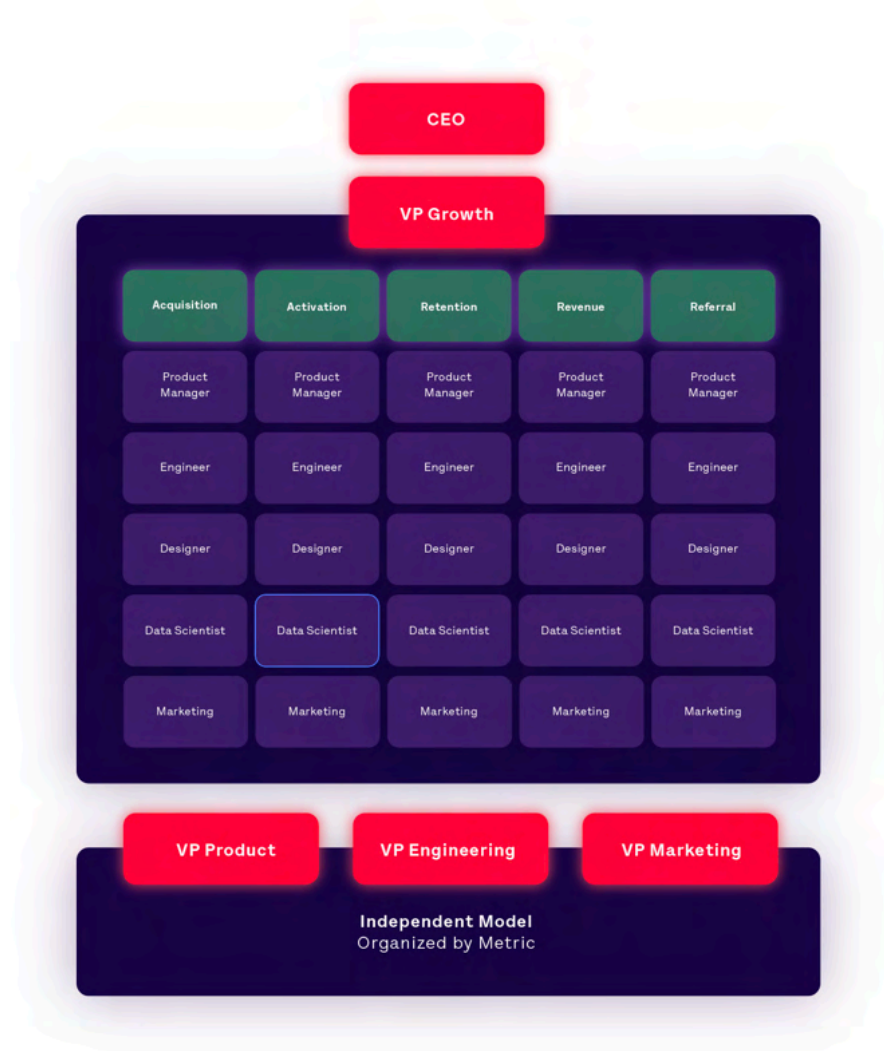 CEO
VP Growth
Acquisition
Activation
Retention
Revenue
Referral
Product
Manager
Product
Manager
Product
Manager
Product
Manager
Product
Manager
Engineer
Engineer
Engineer
Engineer
Engineer
Designer
Designer
Designer
Designer
Designer
Data Scientist
Data Scientist
Data Scientist
Data Scientist
Data Scientist
Marketing
Marketing
Marketing
Marketing
Marketing
VP Product
VP Engineering
VP Marketing
Independent Model
Organized by Metric